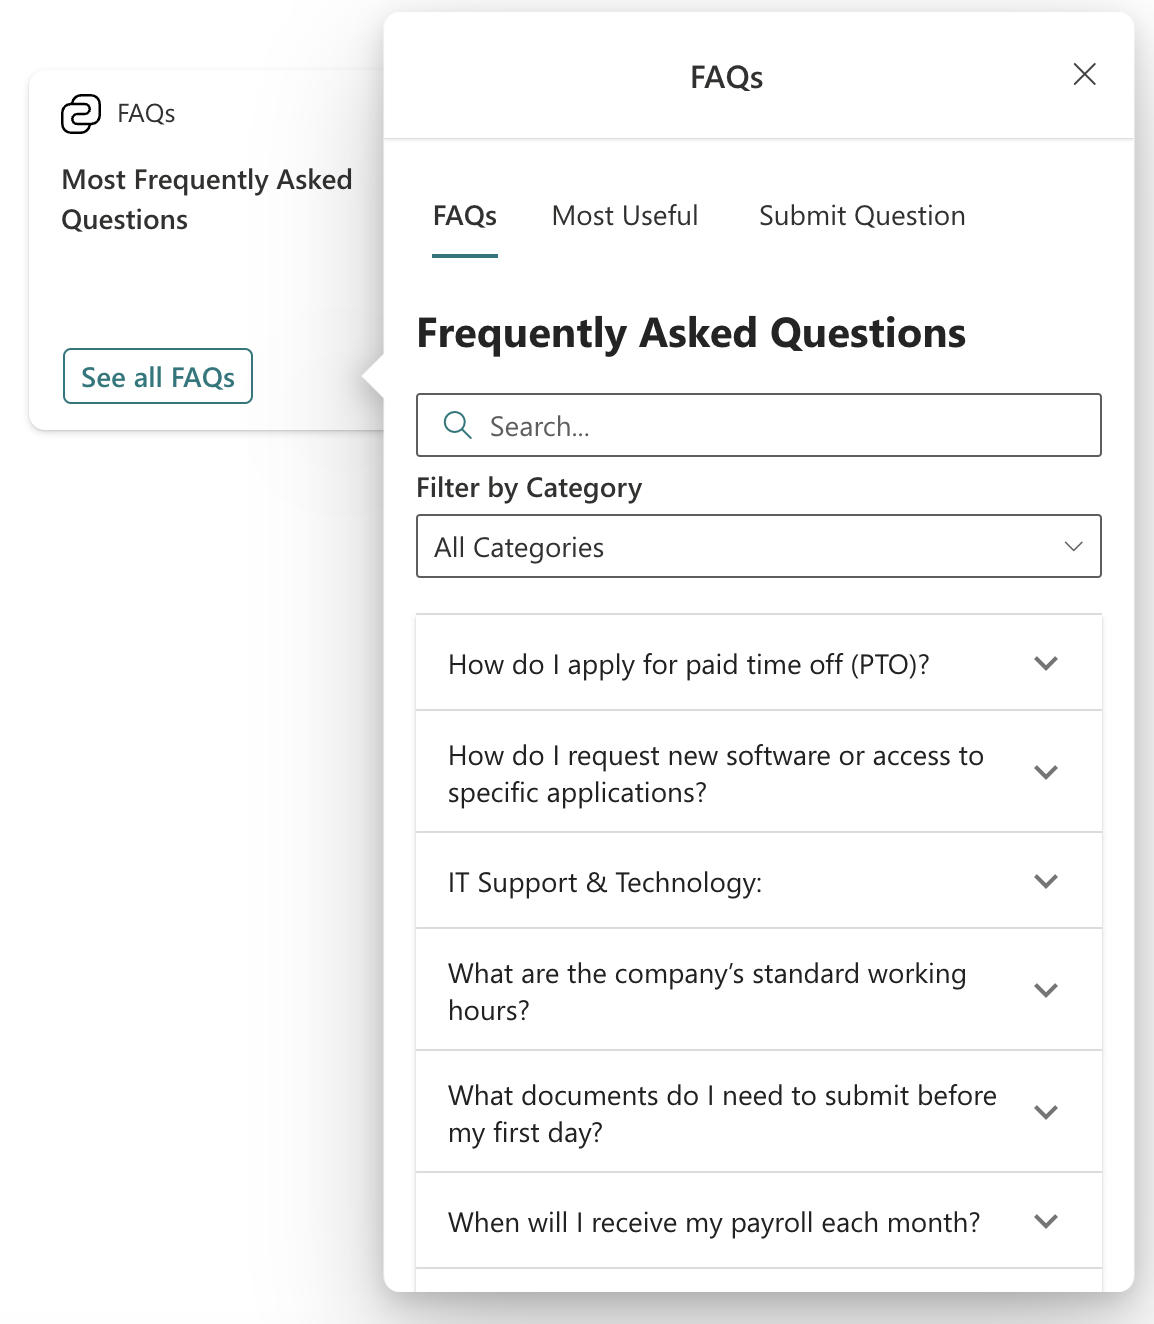 FAQs
Most Frequently Asked
Questions
See all FAQs
FAQs
FAQs Most Useful Submit Question
Frequently Asked Questions
Search...
Filter by Category
All Categories
How do I apply for paid time off (PTO)?
How do I request new software or access to
specific applications?
IT Support & Technology:
What are the company’s standard working
hours?
What documents do I need to submit before
my first day?
When will I receive my payroll each month?